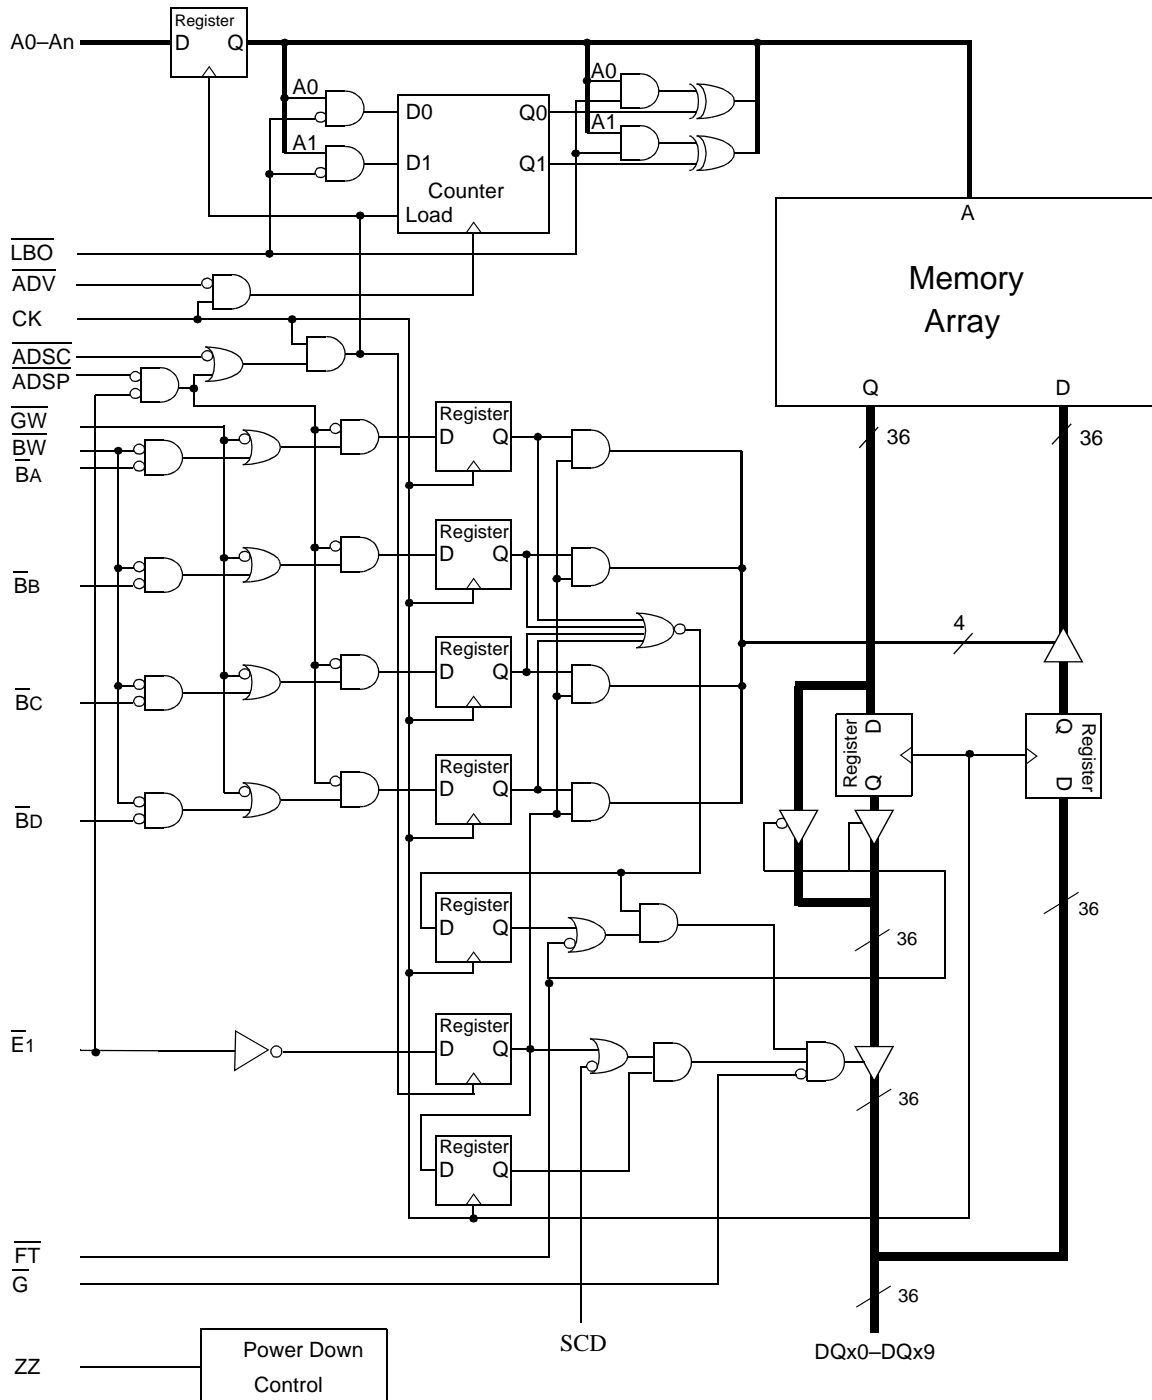 Register
A0–An
D Q
A0
A0
D0 Q0
A1
A1
D1 Q1
Counter
Load
A
LBO
ADV
Memory
CK
Array
ADSC
ADSP
Q D
GW
Register
BW
D Q
36 36
BA
Register
D Q
BB
4
Register
D Q
BC
Register
D
Q
Q
Register
D
Register
D Q
BD
Register
D Q
36
36
Register
E1
D Q
36
Register
D Q
FT
G
36
SCD
DQx0–DQx9
Power Down
ZZ
Control